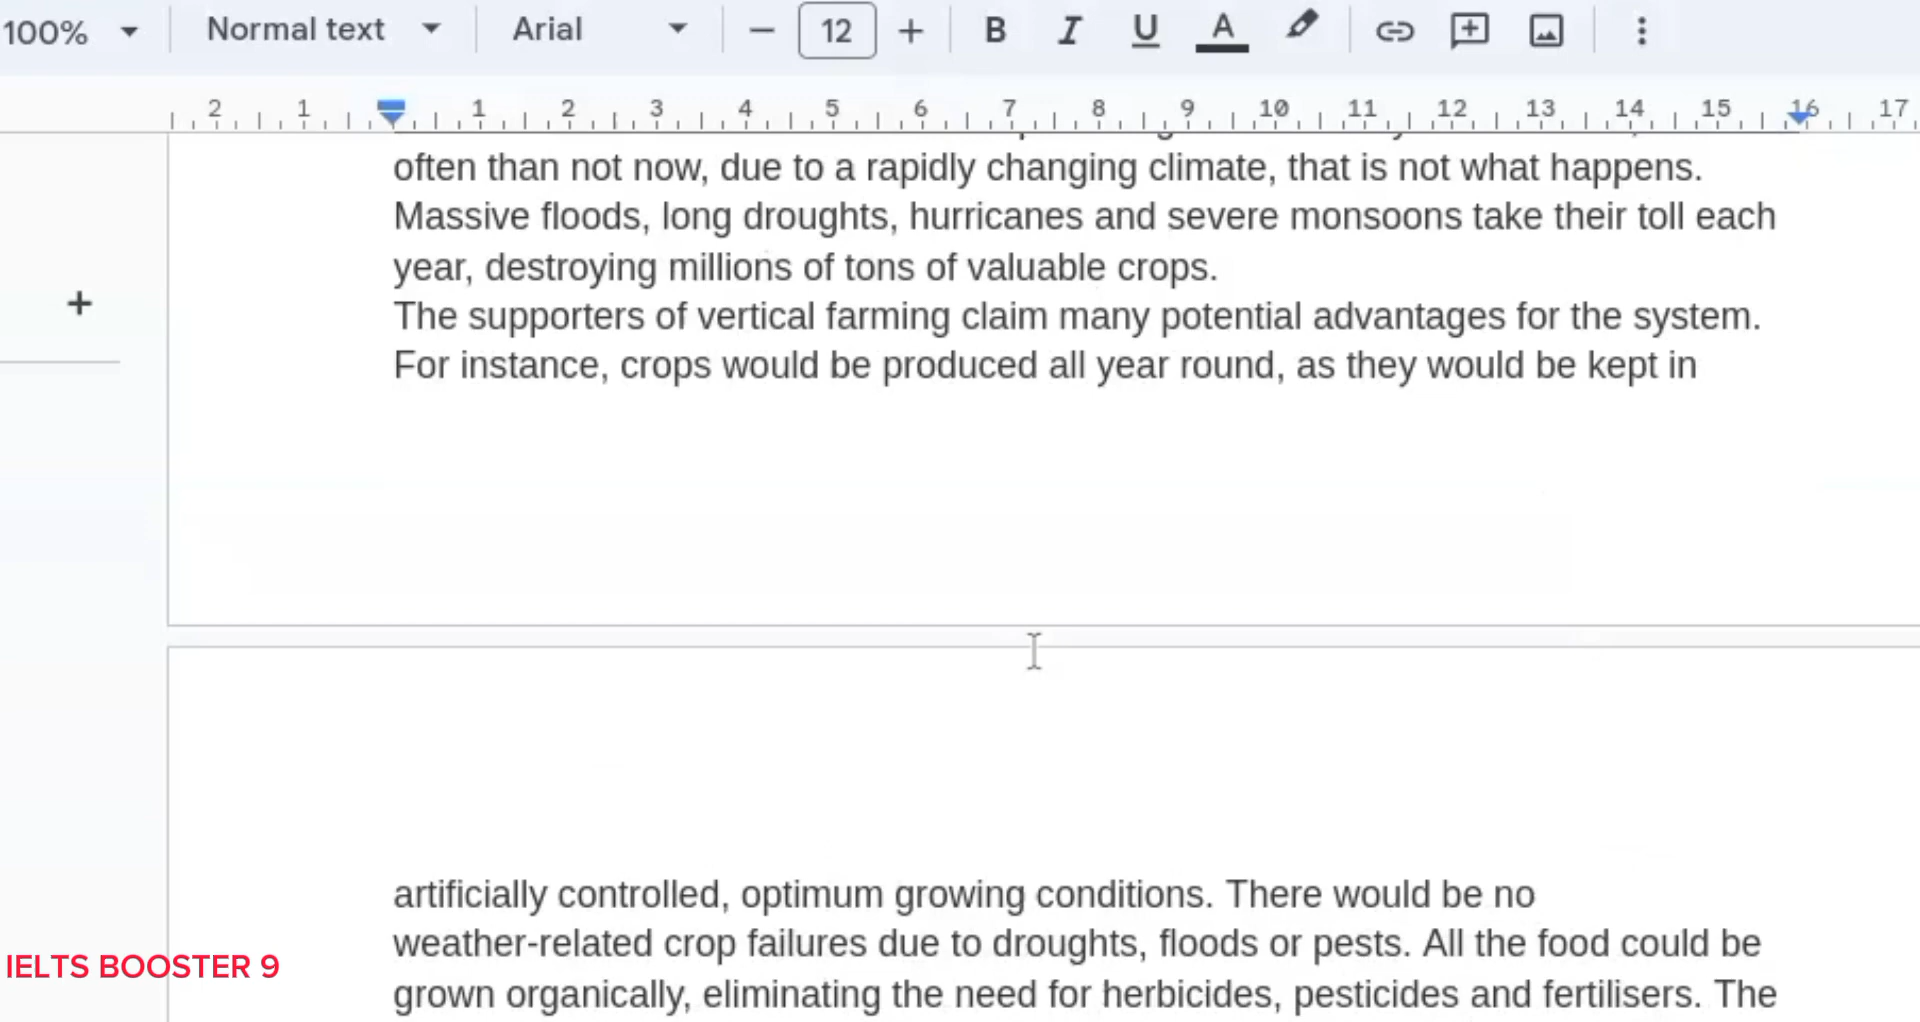 100% Normal text Arial 12 B I U A
2 1 1 2 3 4 5 6 7 8 9 10 11 12 13 14 15 16 17
often than not now, due to a rapidly changing climate, that is not what happens.
Massive floods, long droughts, hurricanes and severe monsoons take their toll each
year, destroying millions of tons of valuable crops.
The supporters of vertical farming claim many potential advantages for the system.
For instance, crops would be produced all year round, as they would be kept in
artificially controlled, optimum growing conditions. There would be no
weather-related crop failures due to droughts, floods or pests. All the food could be
grown organically, eliminating the need for herbicides, pesticides and fertilisers. The
IELTS BOOSTER 9